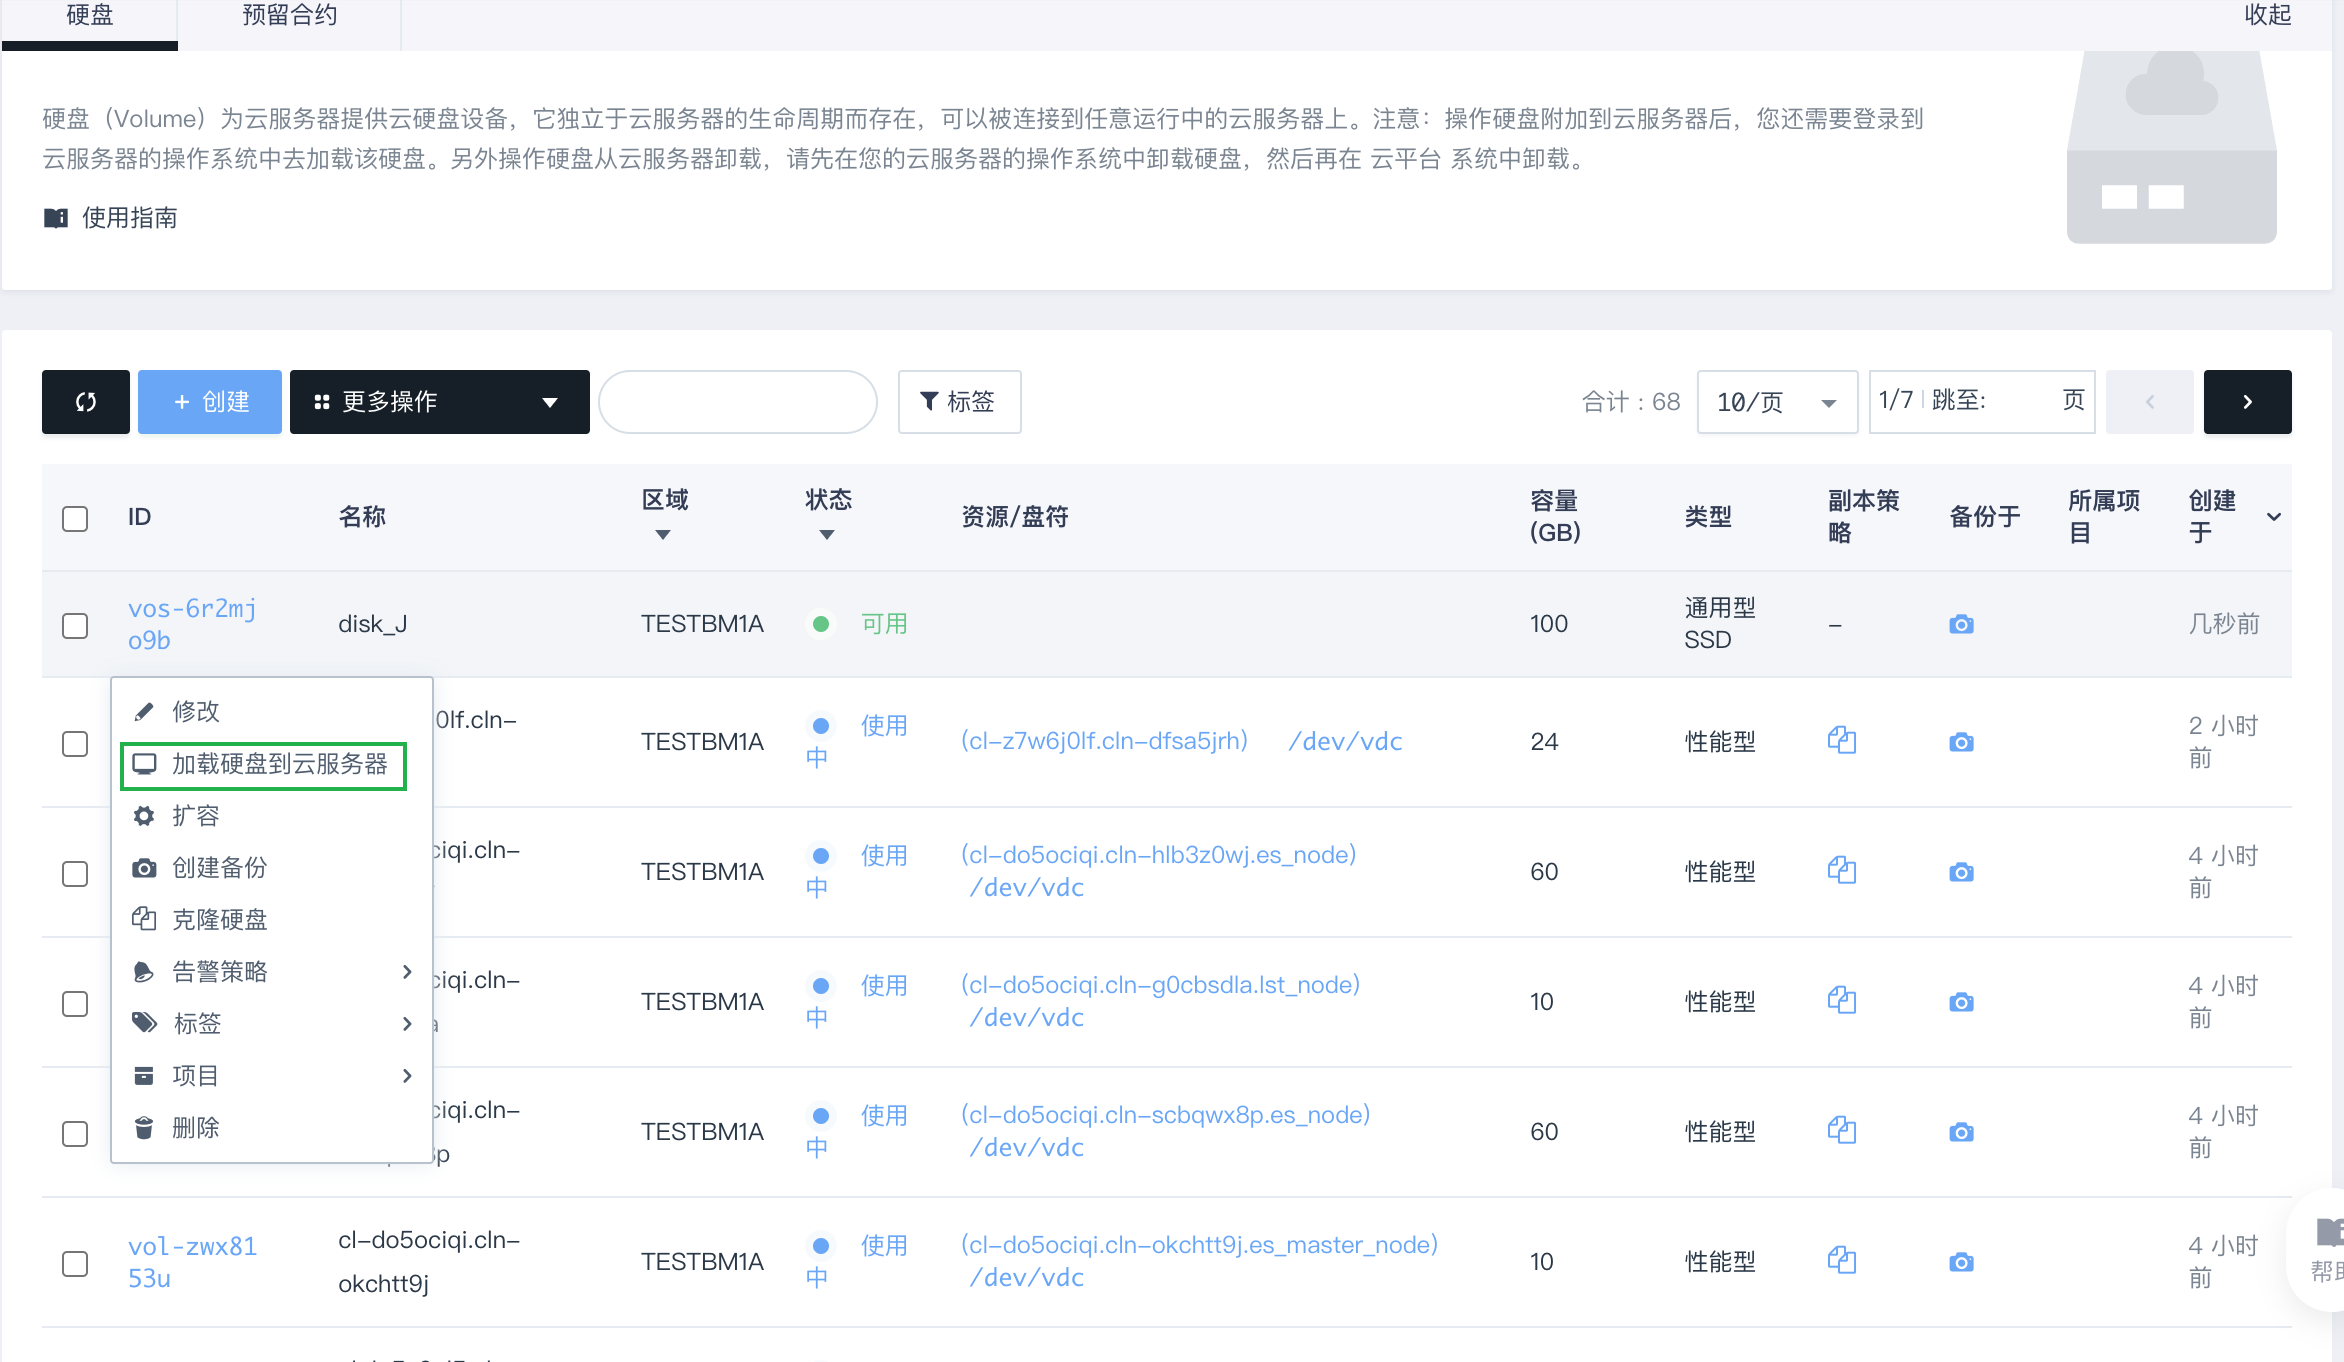 硬盘
预留合约
收起
硬盘（Volume）为云服务器提供云硬盘设备，它独立于云服务器的生命周期而存在，可以被连接到任意运行中的云服务器上。注意：操作硬盘附加到云服务器后，您还需要登录到
云服务器的操作系统中去加载该硬盘。另外操作硬盘从云服务器卸载，请先在您的云服务器的操作系统中卸载硬盘，然后再在 云平台 系统中卸载。
使用指南
+ 创建
更多操作
标签
合计：68
10/页
1/7 跳至: 页
ID
名称
区域
状态
资源/盘符
容量
(GB)
类型
副本策
略
备份于
所属项
目
创建
于
vos-6r2mj
o9b
disk_J
TESTBM1A
可用
100
通用型
SSD
–
几秒前
修改
加载硬盘到云服务器
扩容
创建备份
克隆硬盘
告警策略
标签
项目
删除
0lf.cln-
TESTBM1A
使用
中
(cl-z7w6j0lf.cln-dfsa5jrh) /dev/vdc
24
性能型
2 小时
前
ciqi.cln-
TESTBM1A
使用
中
(cl-do5ociqi.cln-hlb3z0wj.es_node)
/dev/vdc
60
性能型
4 小时
前
ciqi.cln-
a
TESTBM1A
使用
中
(cl-do5ociqi.cln-g0cbsdla.lst_node)
/dev/vdc
10
性能型
4 小时
前
ciqi.cln-
8p
TESTBM1A
使用
中
(cl-do5ociqi.cln-scbqwx8p.es_node)
/dev/vdc
60
性能型
4 小时
前
vol-zwx81
53u
cl-do5ociqi.cln-
okchtt9j
TESTBM1A
使用
中
(cl-do5ociqi.cln-okchtt9j.es_master_node)
/dev/vdc
10
性能型
4 小时
前
帮助